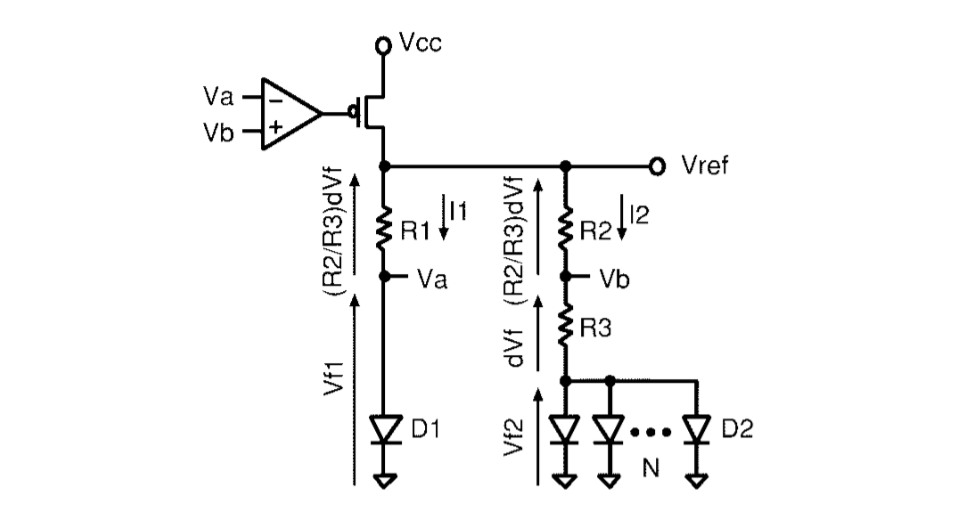 Vcc
Va
Vb
−
+
Vref
(R2/R3)dVf
R1
I1
(R2/R3)dVf
R2
I2
Va
Vb
Vf1
dVf
R3
D1
Vf2
D2
N